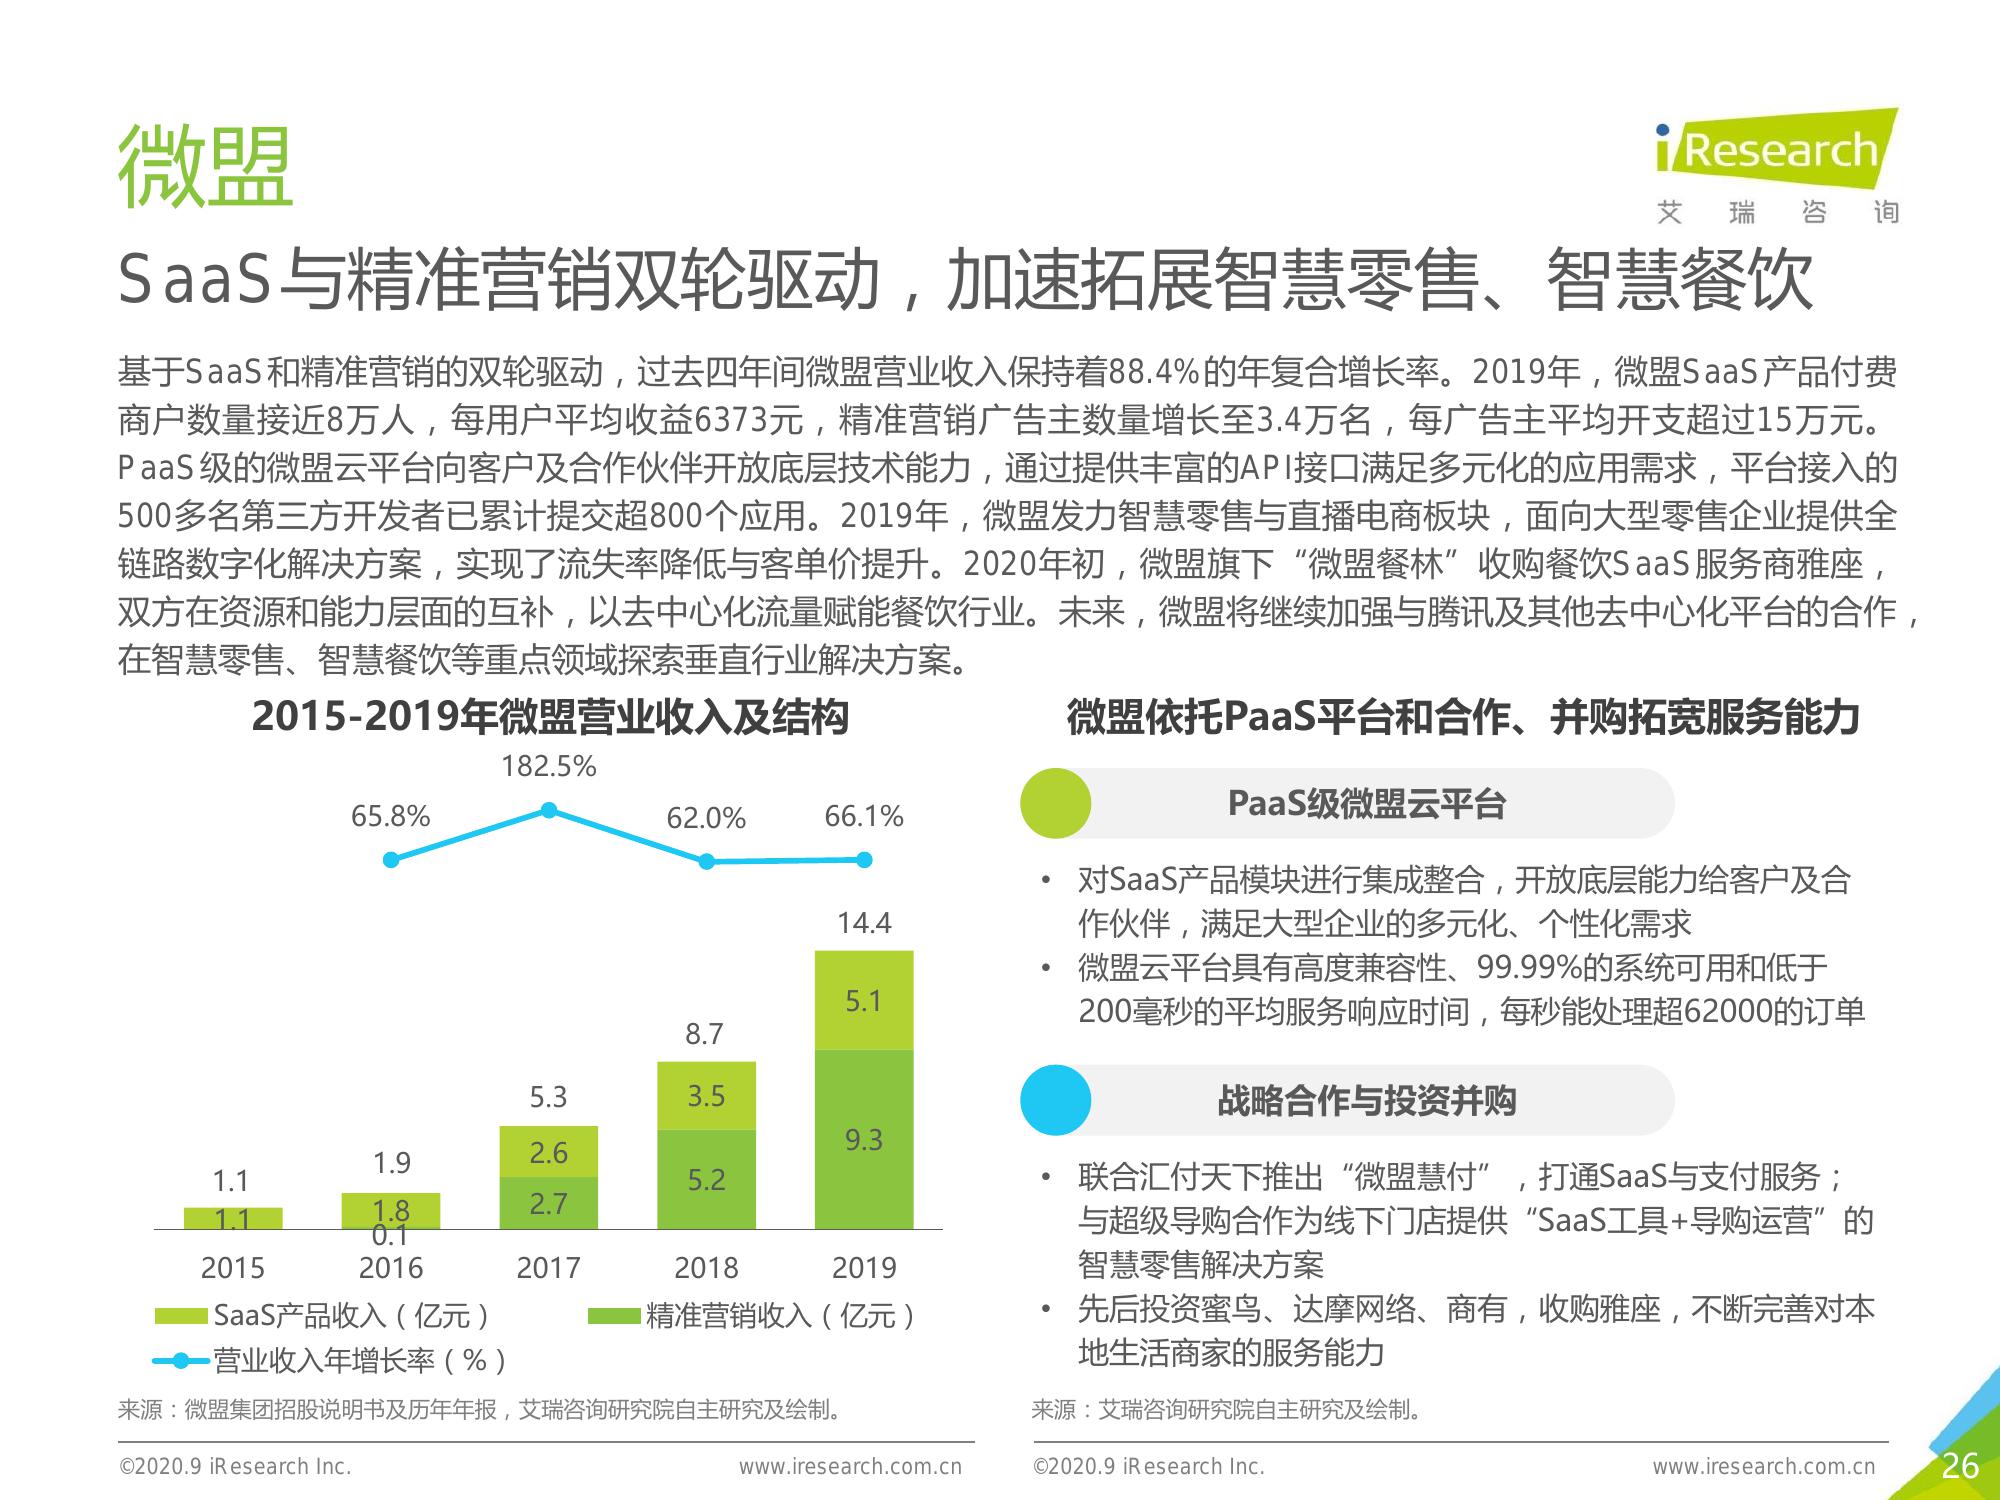 微盟
iResearch
艾瑞咨询
SaaS与精准营销双轮驱动，加速拓展智慧零售、智慧餐饮
基于SaaS和精准营销的双轮驱动，过去四年间微盟营业收入保持着88.4%的年复合增长率。2019年，微盟SaaS产品付费
商户数量接近8万人，每用户平均收益6373元，精准营销广告主数量增长至3.4万名，每广告主平均开支超过15万元。
PaaS级的微盟云平台向客户及合作伙伴开放底层技术能力，通过提供丰富的API接口满足多元化的应用需求，平台接入的
500多名第三方开发者已累计提交超800个应用。2019年，微盟发力智慧零售与直播电商板块，面向大型零售企业提供全
链路数字化解决方案，实现了流失率降低与客单价提升。2020年初，微盟旗下“微盟餐林”收购餐饮SaaS服务商雅座，
双方在资源和能力层面的互补，以去中心化流量赋能餐饮行业。未来，微盟将继续加强与腾讯及其他去中心化平台的合作，
在智慧零售、智慧餐饮等重点领域探索垂直行业解决方案。
2015-2019年微盟营业收入及结构
182.5%
65.8%
62.0%
66.1%
14.4
5.1
8.7
3.5
9.3
5.3
2.6
5.2
1.9
2.7
1.1
1.8
1.1
0.1
2015 2016 2017 2018 2019
SaaS产品收入（亿元） 精准营销收入（亿元）
营业收入年增长率（%）
来源：微盟集团招股说明书及历年年报，艾瑞咨询研究院自主研究及绘制。
微盟依托PaaS平台和合作、并购拓宽服务能力
PaaS级微盟云平台
• 对SaaS产品模块进行集成整合，开放底层能力给客户及合
作伙伴，满足大型企业的多元化、个性化需求
• 微盟云平台具有高度兼容性、99.99%的系统可用和低于
200毫秒的平均服务响应时间，每秒能处理超62000的订单
战略合作与投资并购
• 联合汇付天下推出“微盟慧付”，打通SaaS与支付服务；
与超级导购合作为线下门店提供“SaaS工具+导购运营”的
智慧零售解决方案
• 先后投资蜜鸟、达摩网络、商有，收购雅座，不断完善对本
地生活商家的服务能力
来源：艾瑞咨询研究院自主研究及绘制。
©2020.9 iResearch Inc. www.iresearch.com.cn
©2020.9 iResearch Inc. www.iresearch.com.cn
26